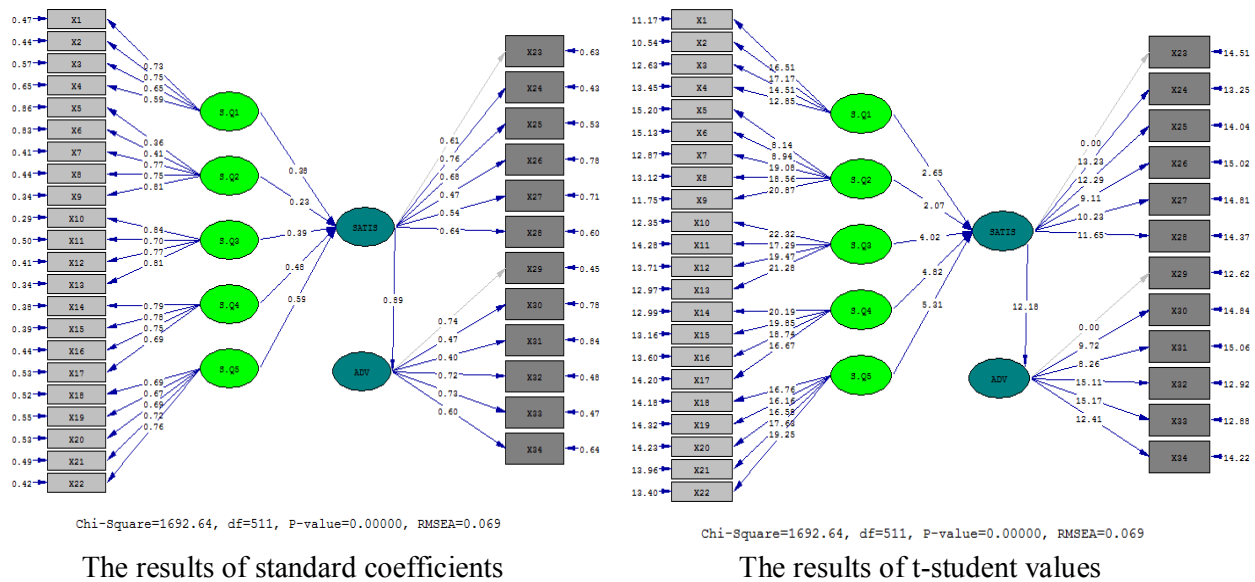 0.47 X1
0.44 X2
0.57 X3
0.65 X4
0.86 X5
0.83 X6
0.41 X7
0.44 X8
0.34 X9
0.29 X10
0.50 X11
0.41 X12
0.34 X13
0.38 X14
0.39 X15
0.44 X16
0.53 X17
0.52 X18
0.55 X19
0.53 X20
0.49 X21
0.42 X22
0.73
0.75
0.65
0.59
0.36
0.41
0.77
0.75
0.81
0.84
0.70
0.77
0.81
0.79
0.78
0.75
0.69
0.69
0.67
0.69
0.72
0.76
S.Q1
S.Q2
S.Q3
S.Q4
S.Q5
0.38
0.23
0.39
0.48
0.59
SATIS
0.89
ADV
0.61
0.76
0.68
0.47
0.54
0.64
0.74
0.47
0.40
0.72
0.73
0.60
X23 0.63
X24 0.43
X25 0.53
X26 0.78
X27 0.71
X28 0.60
X29 0.45
X30 0.78
X31 0.84
X32 0.48
X33 0.47
X34 0.64
Chi-Square=1692.64, df=511, P-value=0.00000, RMSEA=0.069
The results of standard coefficients
11.17 X1
10.54 X2
12.63 X3
13.45 X4
15.20 X5
15.13 X6
12.87 X7
13.12 X8
11.75 X9
12.35 X10
14.28 X11
13.71 X12
12.97 X13
12.99 X14
13.16 X15
13.60 X16
14.20 X17
14.18 X18
14.32 X19
14.23 X20
13.96 X21
13.40 X22
16.51
17.17
14.51
12.85
8.14
8.94
19.08
18.56
20.87
22.32
17.29
19.47
21.28
20.19
19.85
18.74
16.67
16.76
16.16
16.58
17.63
19.25
S.Q1
S.Q2
S.Q3
S.Q4
S.Q5
2.65
2.07
4.02
4.82
5.31
SATIS
12.18
ADV
0.00
13.23
12.29
9.11
10.23
11.65
0.00
9.72
8.26
15.11
15.17
12.41
X23 14.51
X24 13.25
X25 14.04
X26 15.02
X27 14.81
X28 14.37
X29 12.62
X30 14.84
X31 15.06
X32 12.92
X33 12.88
X34 14.22
Chi-Square=1692.64, df=511, P-value=0.00000, RMSEA=0.069
The results of t-student values